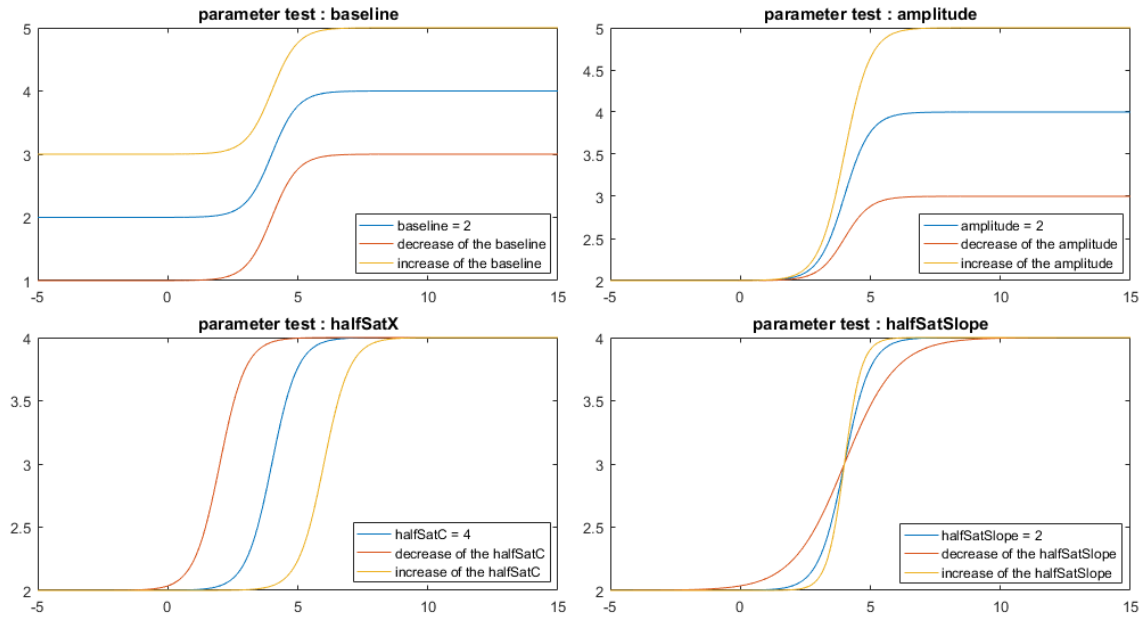 parameter test : baseline
5
4
3
2
1
-5 0 5 10 15
baseline = 2
decrease of the baseline
increase of the baseline
parameter test : amplitude
5
4.5
4
3.5
3
2.5
2
-5 0 5 10 15
amplitude = 2
decrease of the amplitude
increase of the amplitude
parameter test : halfSatX
4
3.5
3
2.5
2
-5 0 5 10 15
halfSatC = 4
decrease of the halfSatC
increase of the halfSatC
parameter test : halfSatSlope
4
3.5
3
2.5
2
-5 0 5 10 15
halfSatSlope = 2
decrease of the halfSatSlope
increase of the halfSatSlope